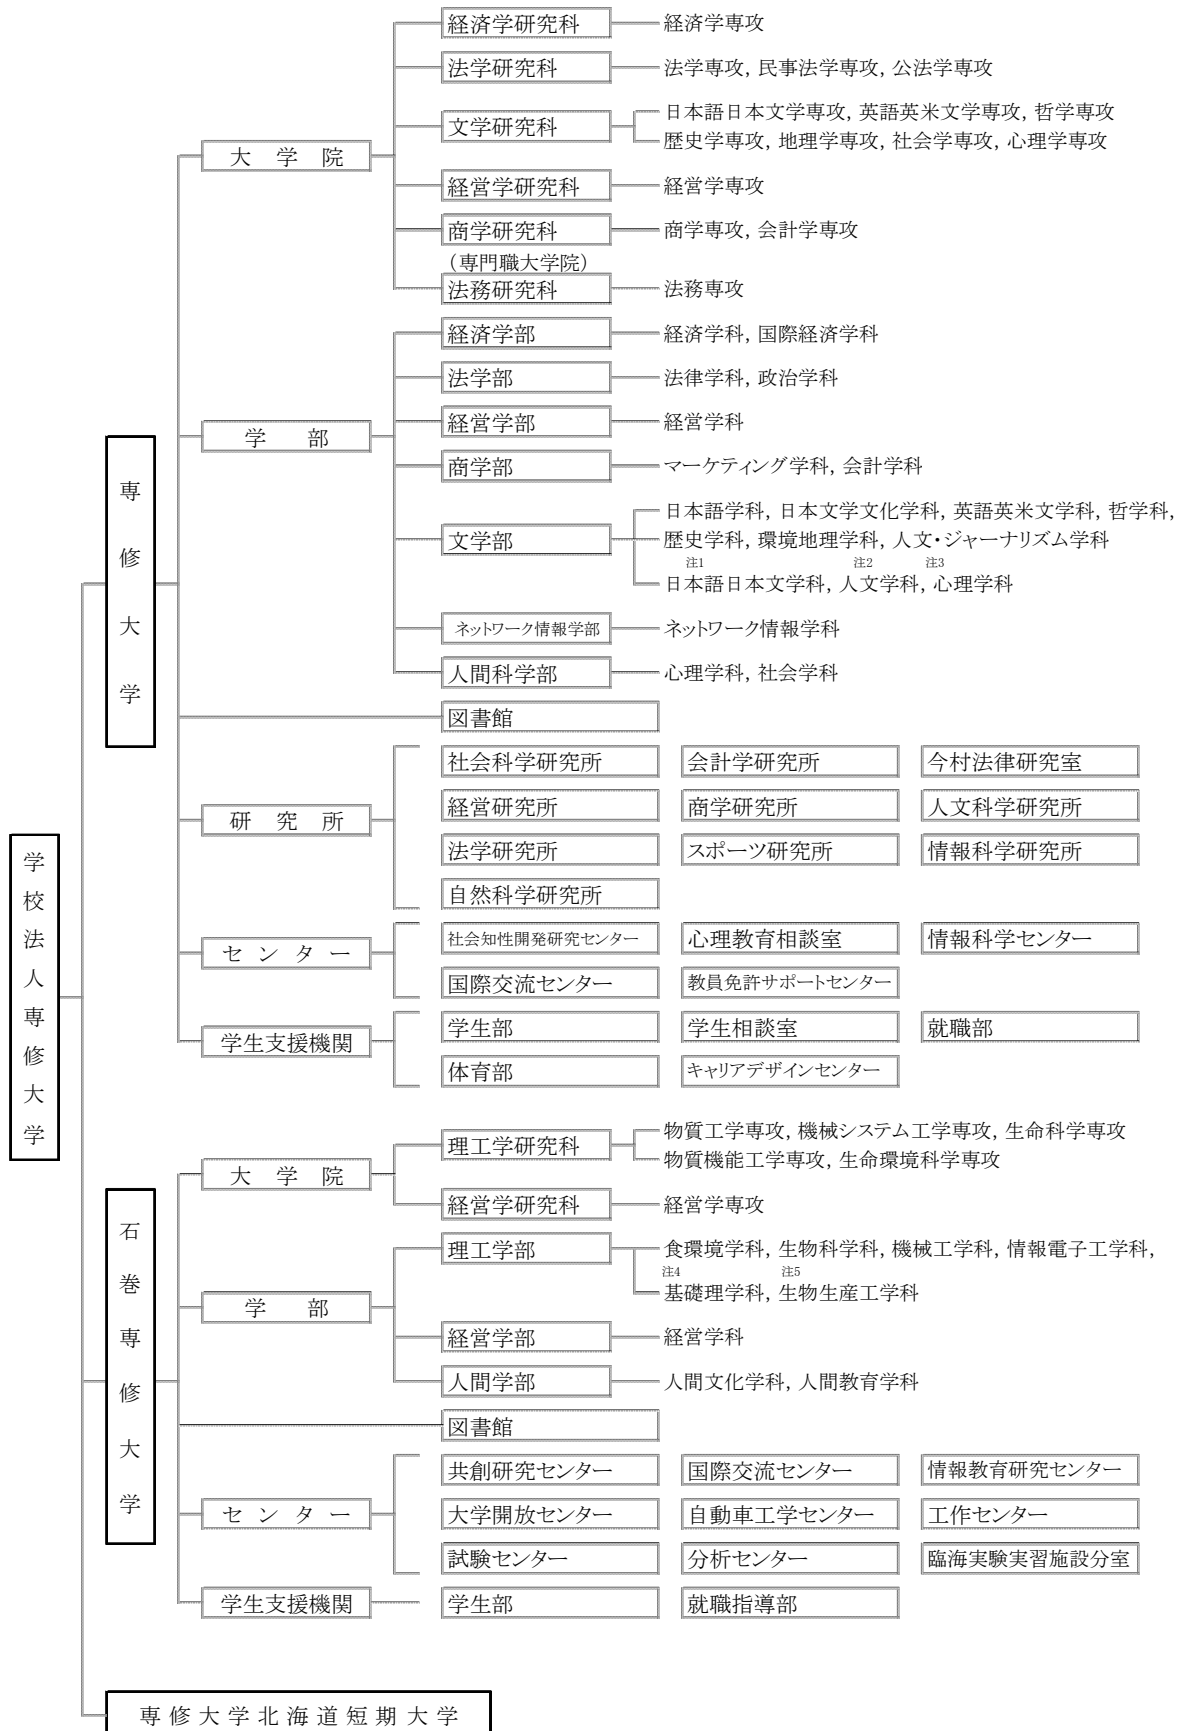 学校法人専修大学
専修大学
大学院
経済学研究科
経済学専攻
法学研究科
法学専攻, 民事法学専攻, 公法学専攻
文学研究科
日本語日本文学専攻, 英語英米文学専攻, 哲学専攻
歴史学専攻, 地理学専攻, 社会学専攻, 心理学専攻
経営学研究科
経営学専攻
商学研究科
商学専攻, 会計学専攻
(専門職大学院)
法務研究科
法務専攻
学部
経済学部
経済学科, 国際経済学科
法学部
法律学科, 政治学科
経営学部
経営学科
商学部
マーケティング学科, 会計学科
文学部
日本語学科, 日本文学文化学科, 英語英米文学科, 哲学科,
歴史学科, 環境地理学科, 人文・ジャーナリズム学科
注1 注2 注3
日本語日本文学科, 人文学科, 心理学科
ネットワーク情報学部
ネットワーク情報学科
人間科学部
心理学科, 社会学科
図書館
研究所
社会科学研究所
会計学研究所
今村法律研究室
経営研究所
商学研究所
人文科学研究所
法学研究所
スポーツ研究所
情報科学研究所
自然科学研究所
センター
社会知性開発研究センター
心理教育相談室
情報科学センター
国際交流センター
教員免許サポートセンター
学生支援機関
学生部
学生相談室
就職部
体育部
キャリアデザインセンター
石巻専修大学
大学院
理工学研究科
物質工学専攻, 機械システム工学専攻, 生命科学専攻
物質機能工学専攻, 生命環境科学専攻
経営学研究科
経営学専攻
学部
理工学部
食環境学科, 生物科学科, 機械工学科, 情報電子工学科,
注4 注5
基礎理学科, 生物生産工学科
経営学部
経営学科
人間学部
人間文化学科, 人間教育学科
図書館
センター
共創研究センター
国際交流センター
情報教育研究センター
大学開放センター
自動車工学センター
工作センター
試験センター
分析センター
臨海実験実習施設分室
学生支援機関
学生部
就職指導部
専修大学北海道短期大学